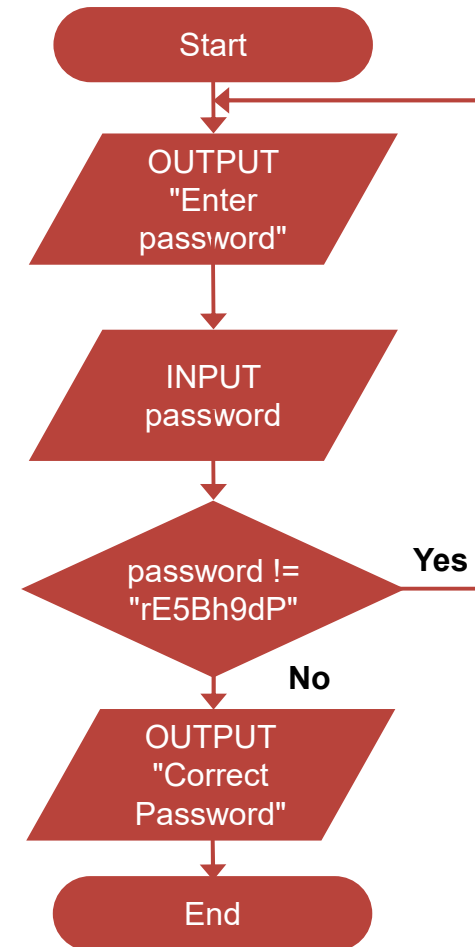 Start
OUTPUT
"Enter
password"
INPUT
password
password !=
"rE5Bh9dP"
Yes
No
OUTPUT
"Correct
Password"
End